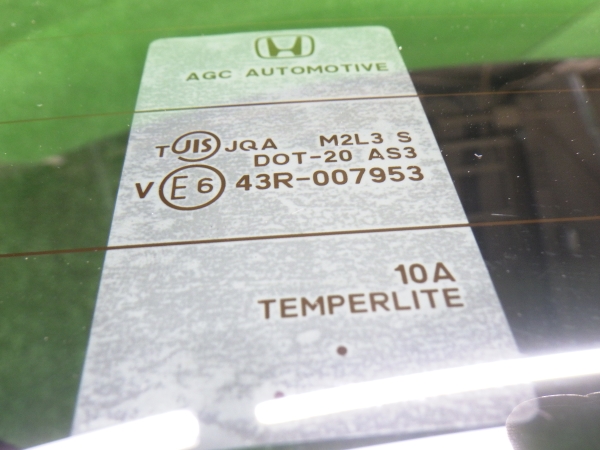 AGC AUTOMOTIVE
T JIS JQA M2L3 S
DOT-20 AS3
V E6 43R-007953
10A
TEMPERLITE